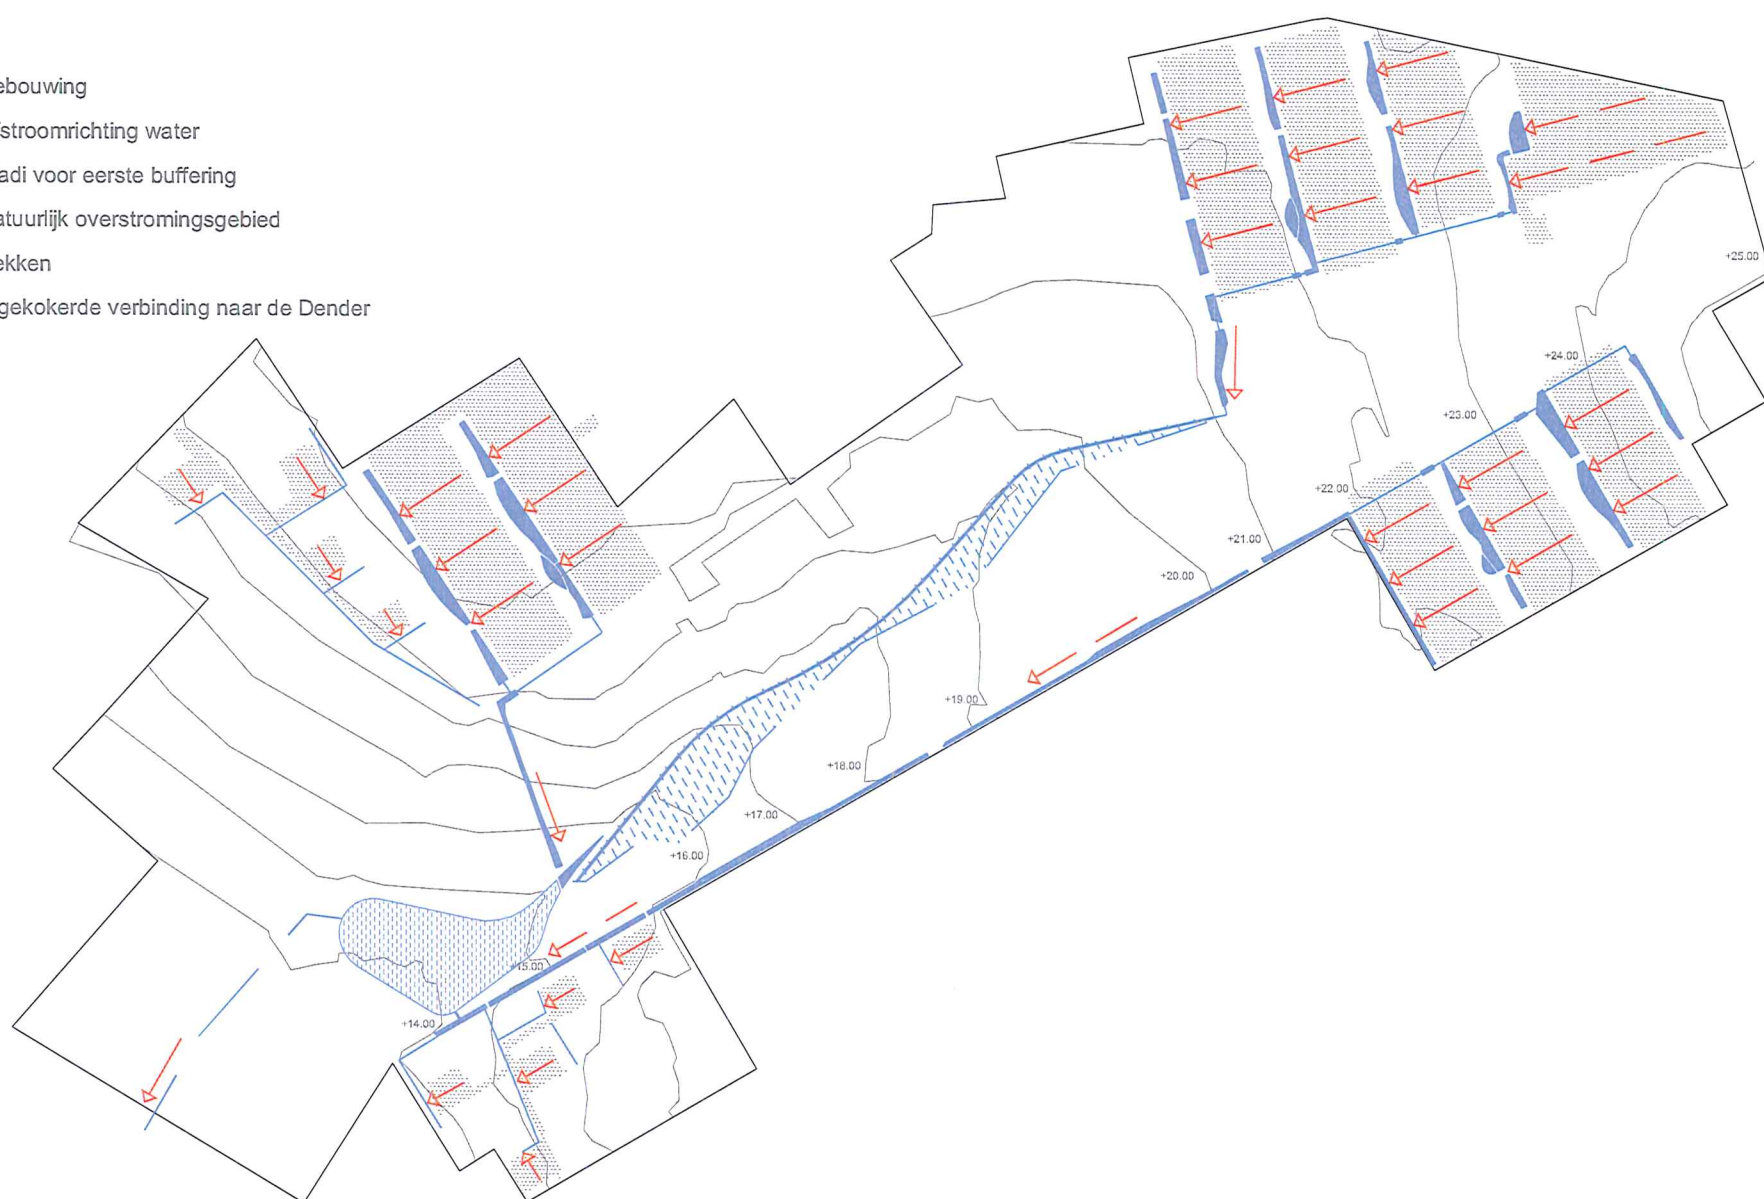 ebouwing
fstroomrichting water
adi voor eerste buffering
atuurlijk overstromingsgebied
ekken
gekokerde verbinding naar de Dender
+25.00
+24.00
+23.00
+22.00
+21.00
+20.00
+19.00
+18.00
+17.00
+16.00
+15.00
+14.00